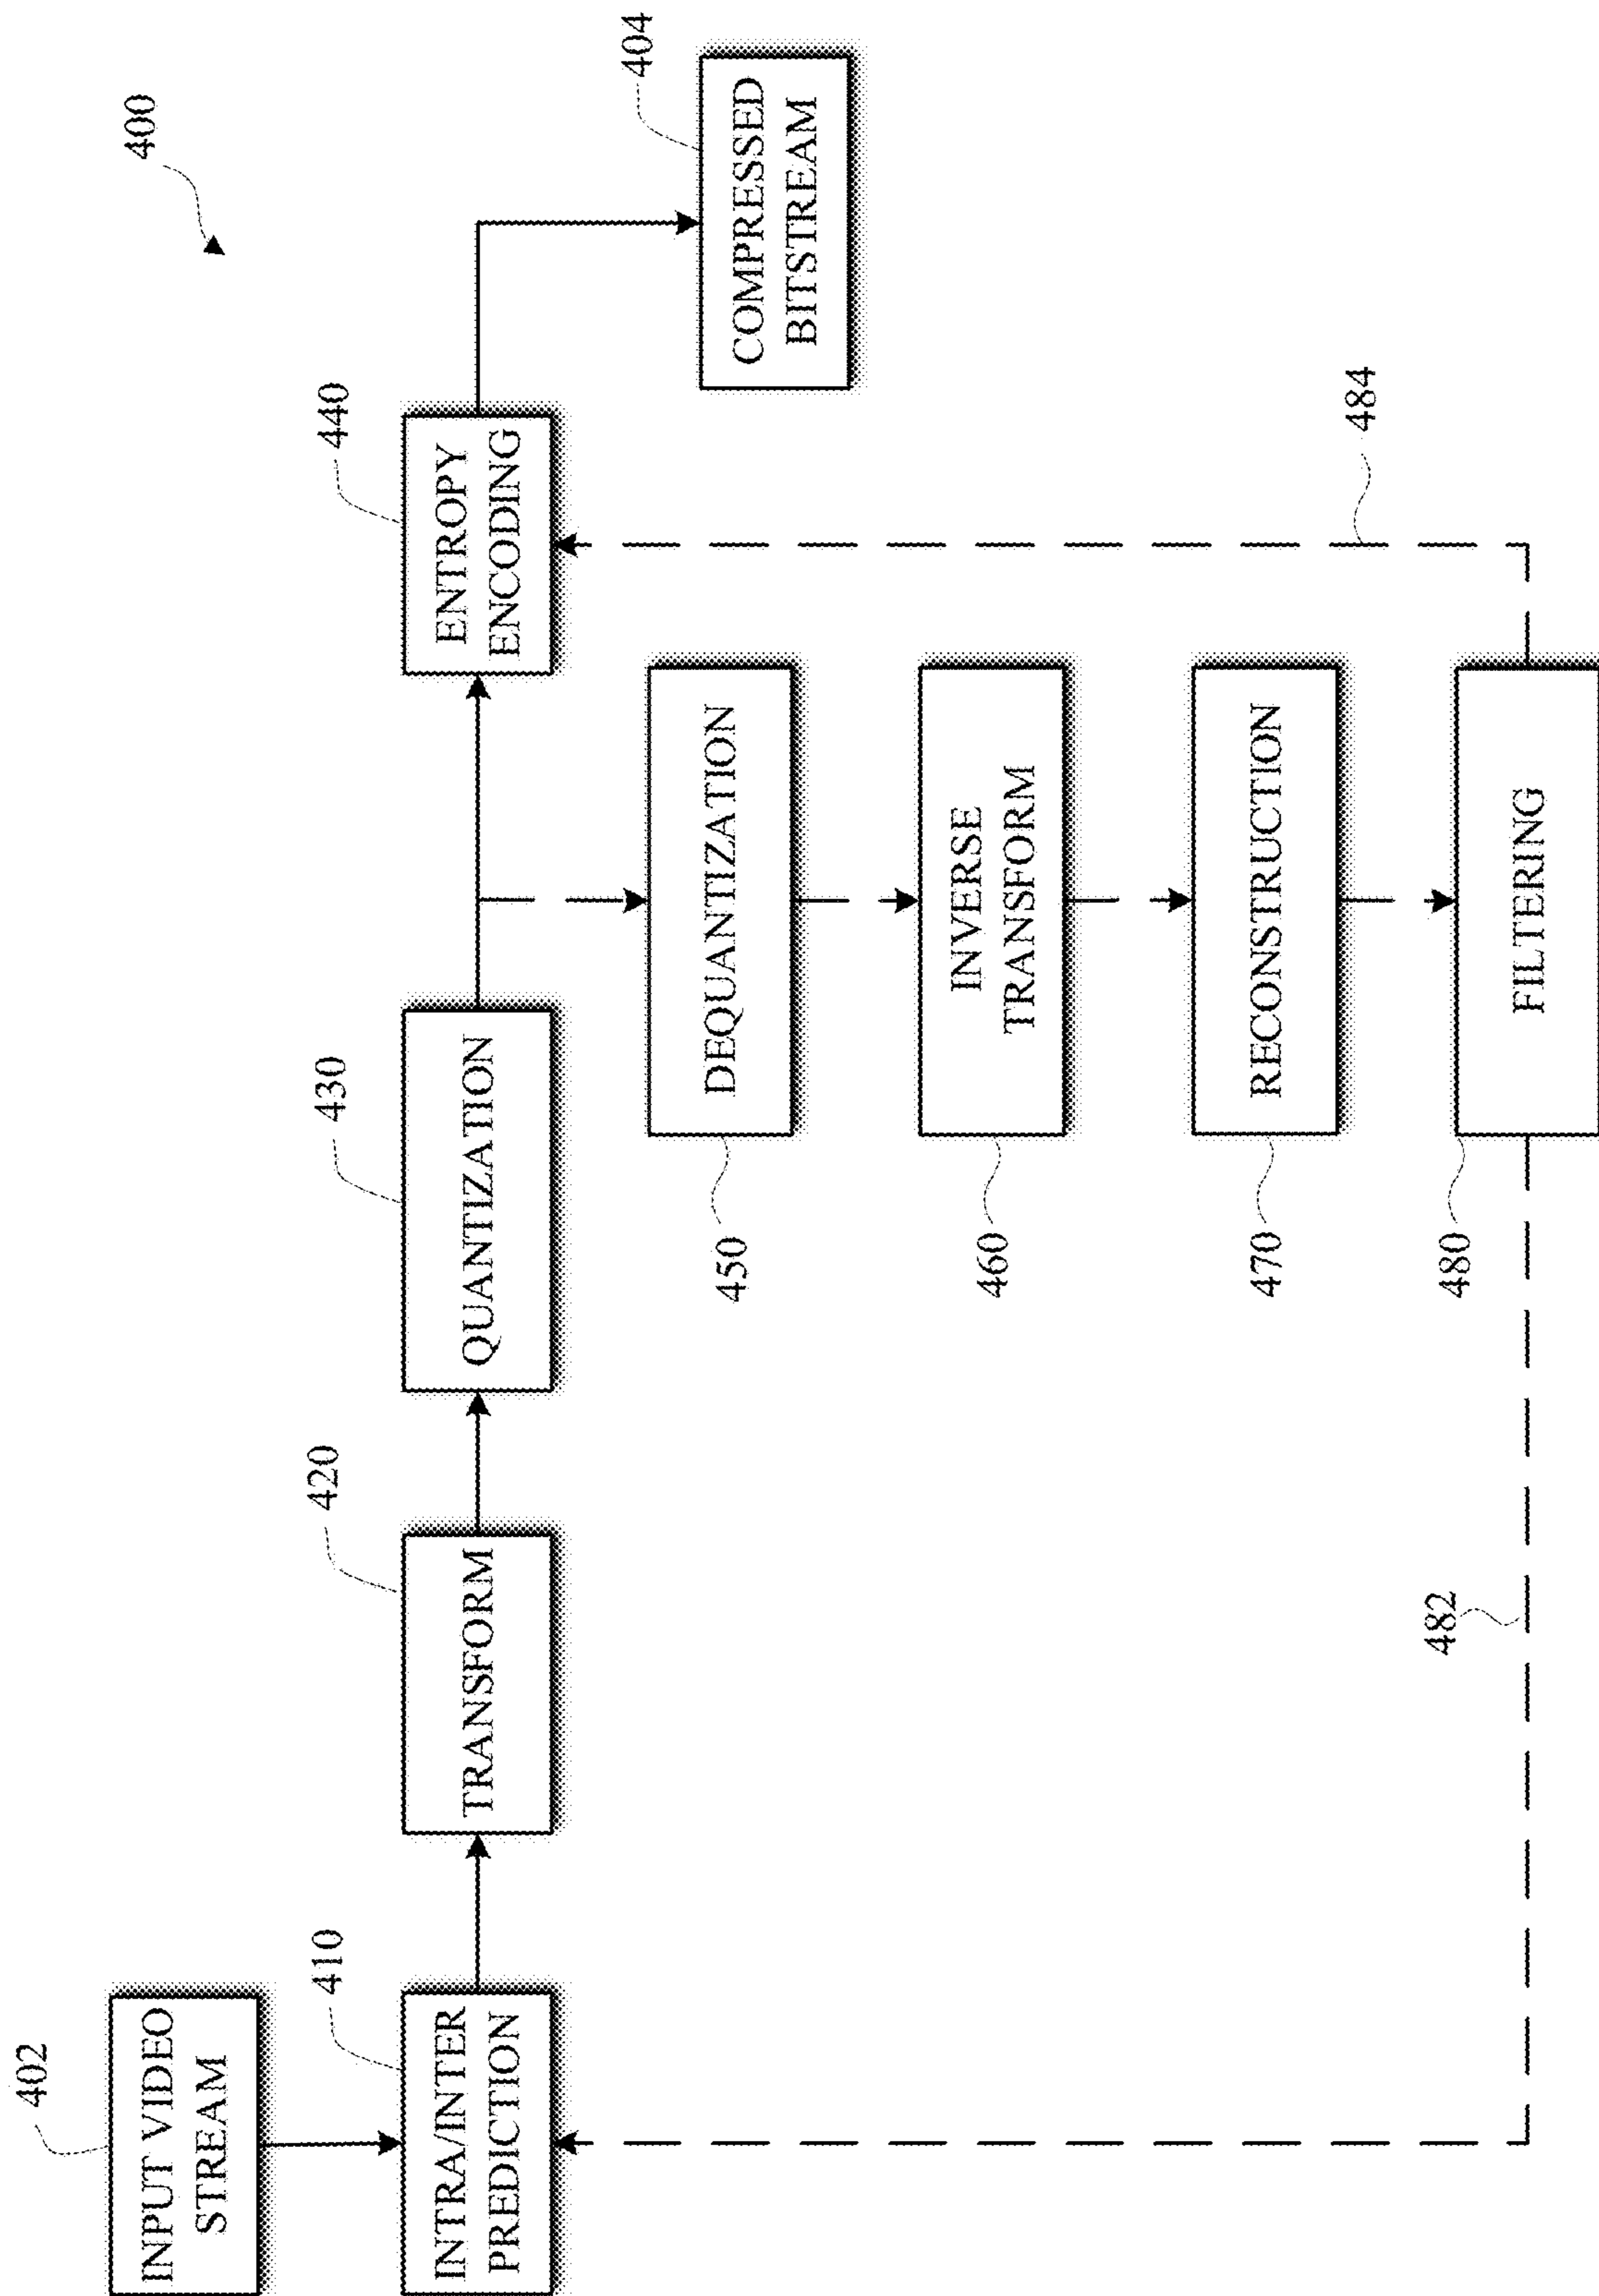 400
402
INPUT VIDEO
STREAM
410
INTRA/INTER
PREDICTION
420
TRANSFORM
430
QUANTIZATION
440
ENTROPY
ENCODING
404
COMPRESSED
BITSTREAM
450
DEQUANTIZATION
460
INVERSE
TRANSFORM
470
RECONSTRUCTION
480
FILTERING
482
484